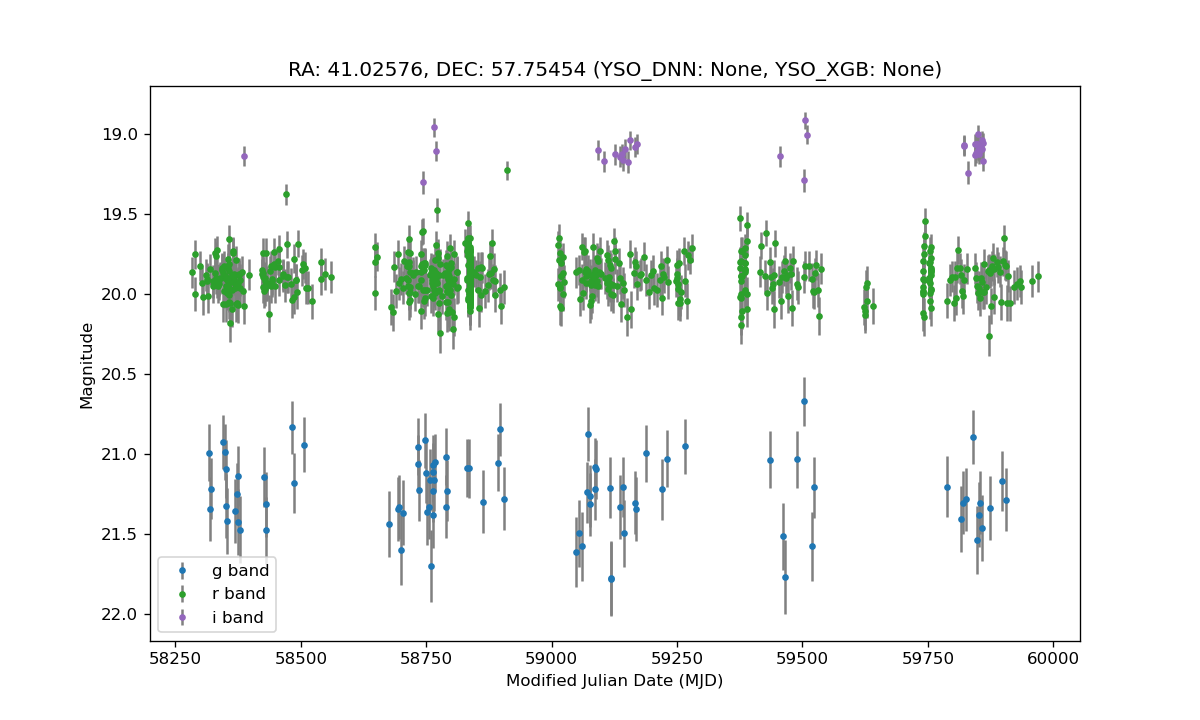 RA: 41.02576, DEC: 57.75454 (YSO_DNN: None, YSO_XGB: None)
19.0
19.5
20.0
20.5
21.0
21.5
22.0
Magnitude
g band
r band
i band
58250 58500 58750 59000 59250 59500 59750 60000
Modified Julian Date (MJD)